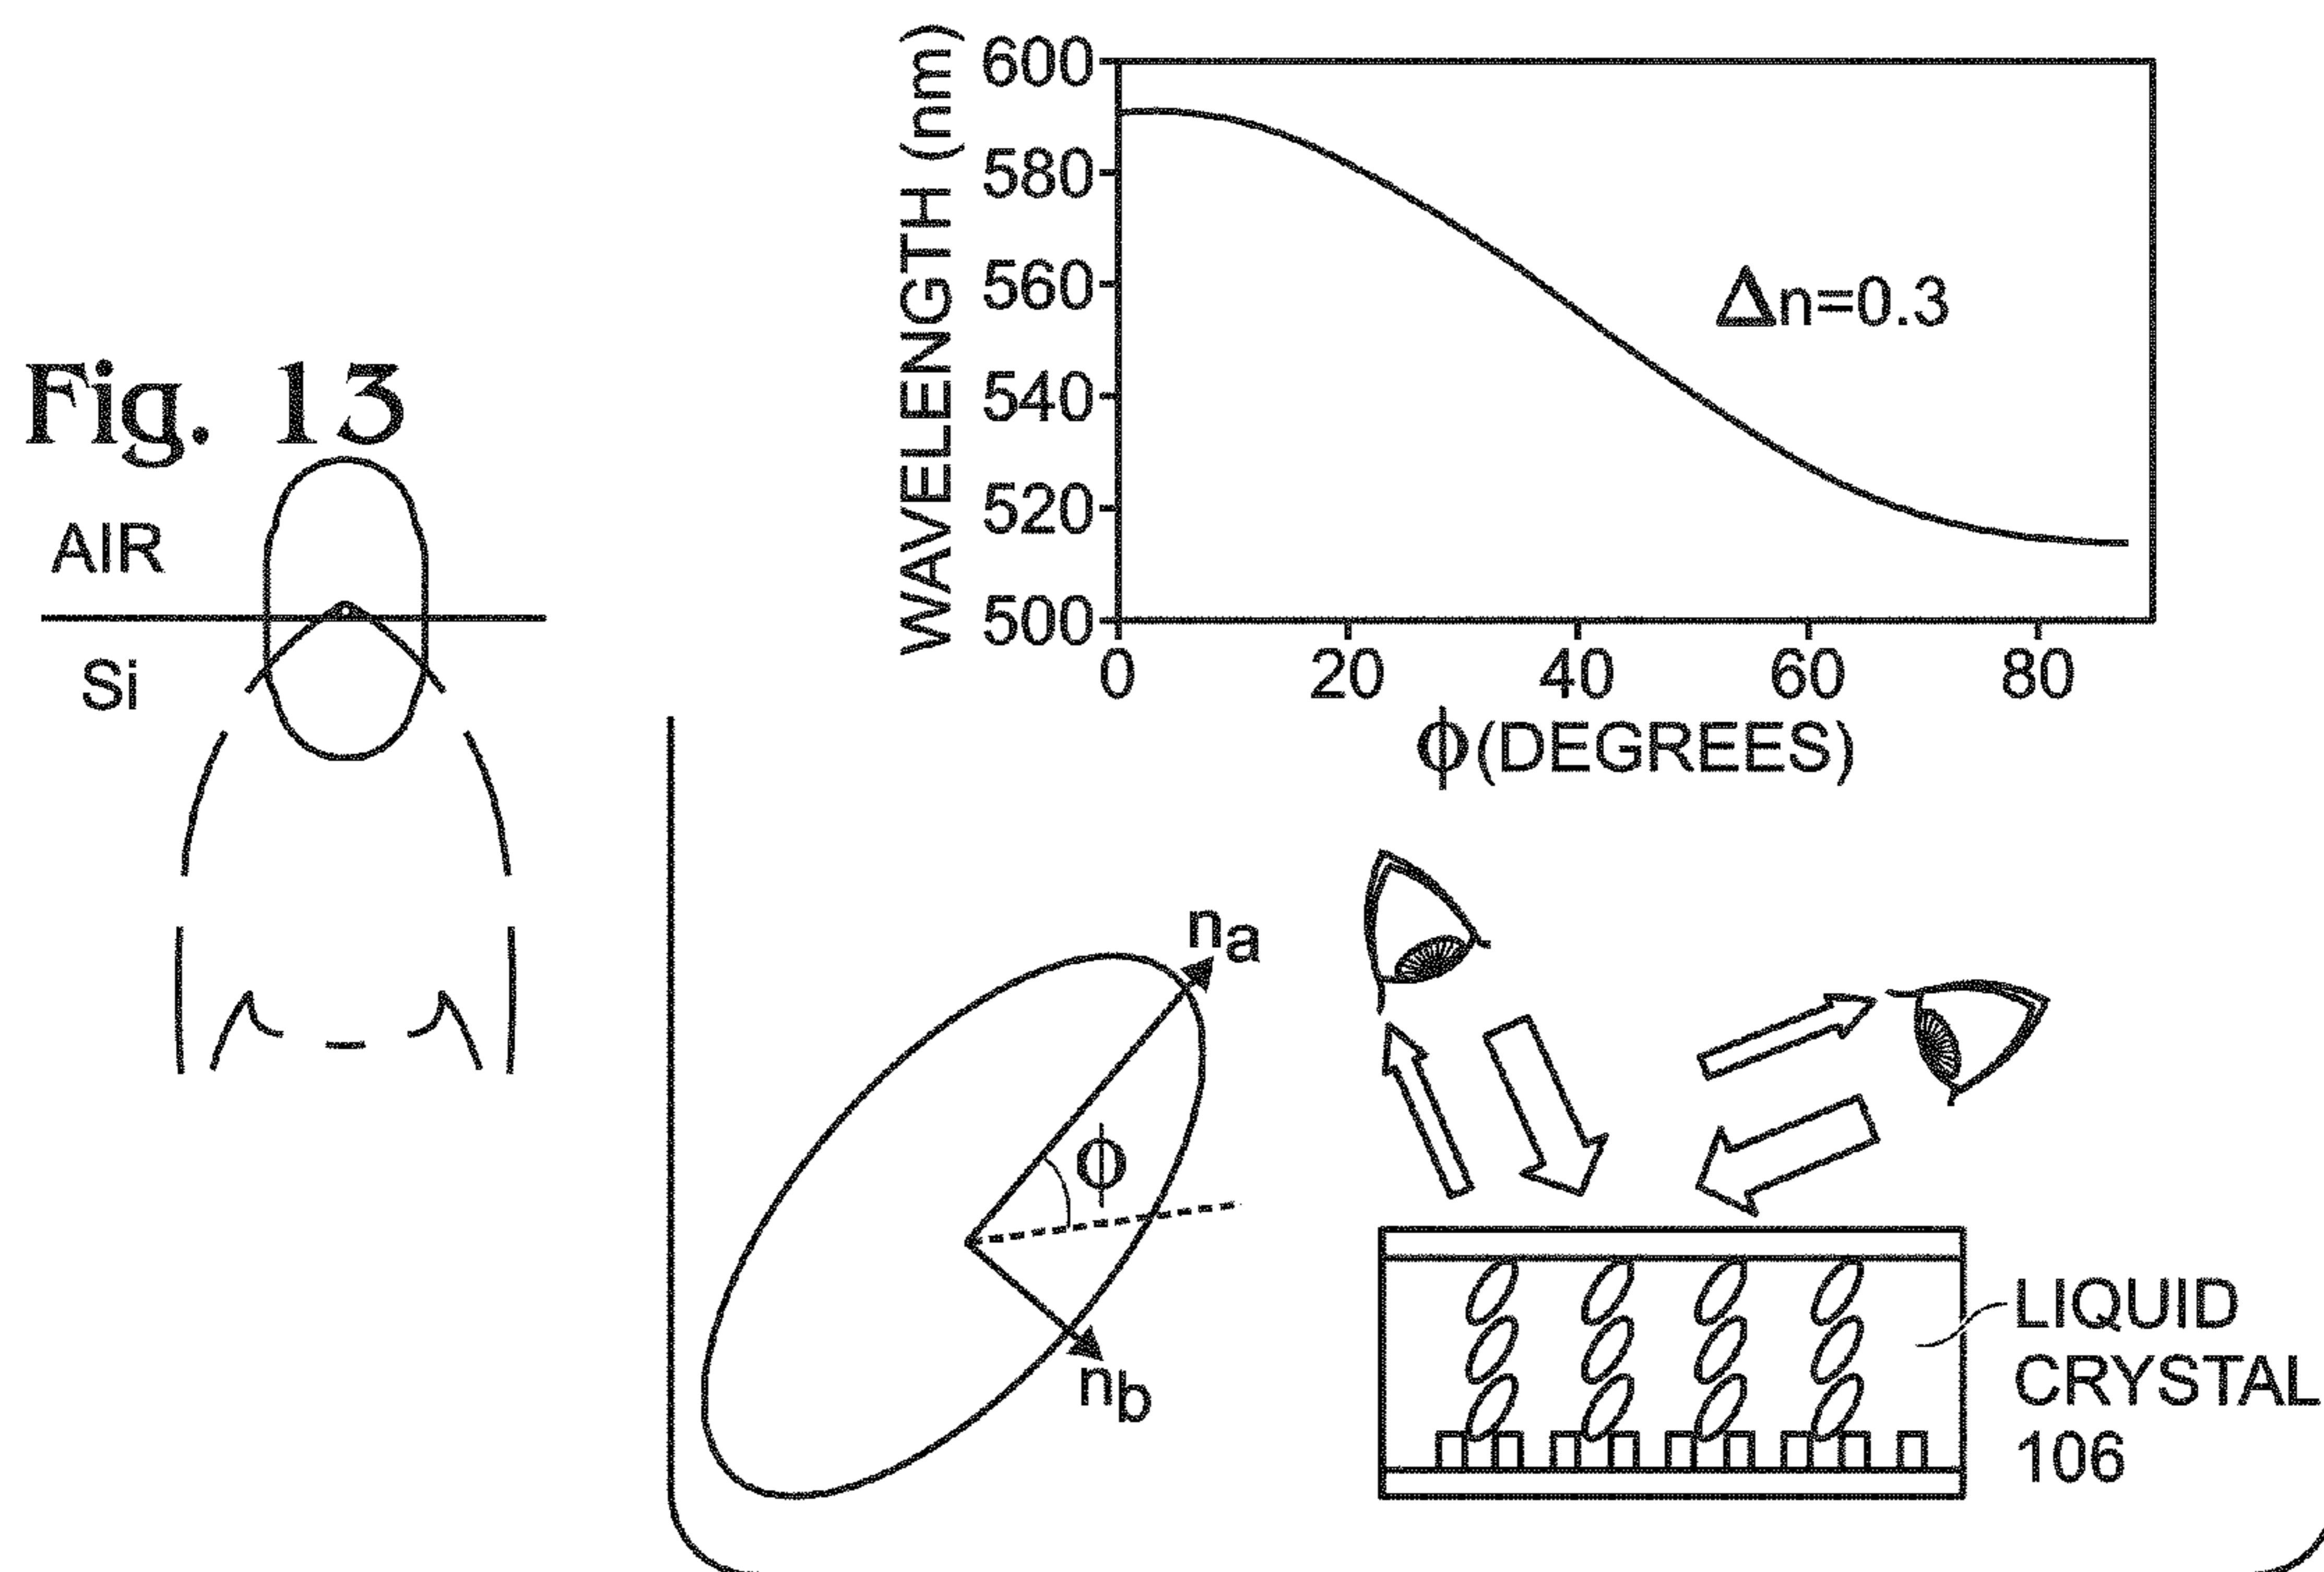 Fig. 13
AIR
Si
WAVELENGTH (nm)
600
580
560
540
520
500
0 20 40 60 80
ϕ(DEGREES)
Δn=0.3
na
ϕ
nb
LIQUID
CRYSTAL
106